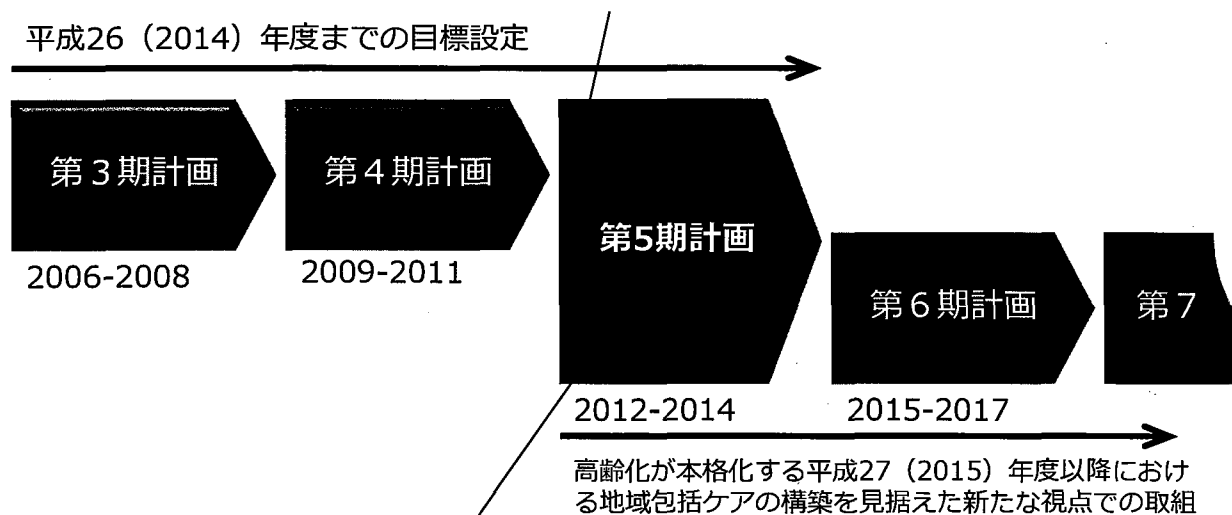 平成26（2014）年度までの目標設定
第３期計画
第４期計画
第5期計画
第６期計画
第７
2006-2008
2009-2011
2012-2014
2015-2017
高齢化が本格化する平成27（2015）年度以降におけ
る地域包括ケアの構築を見据えた新たな視点での取組